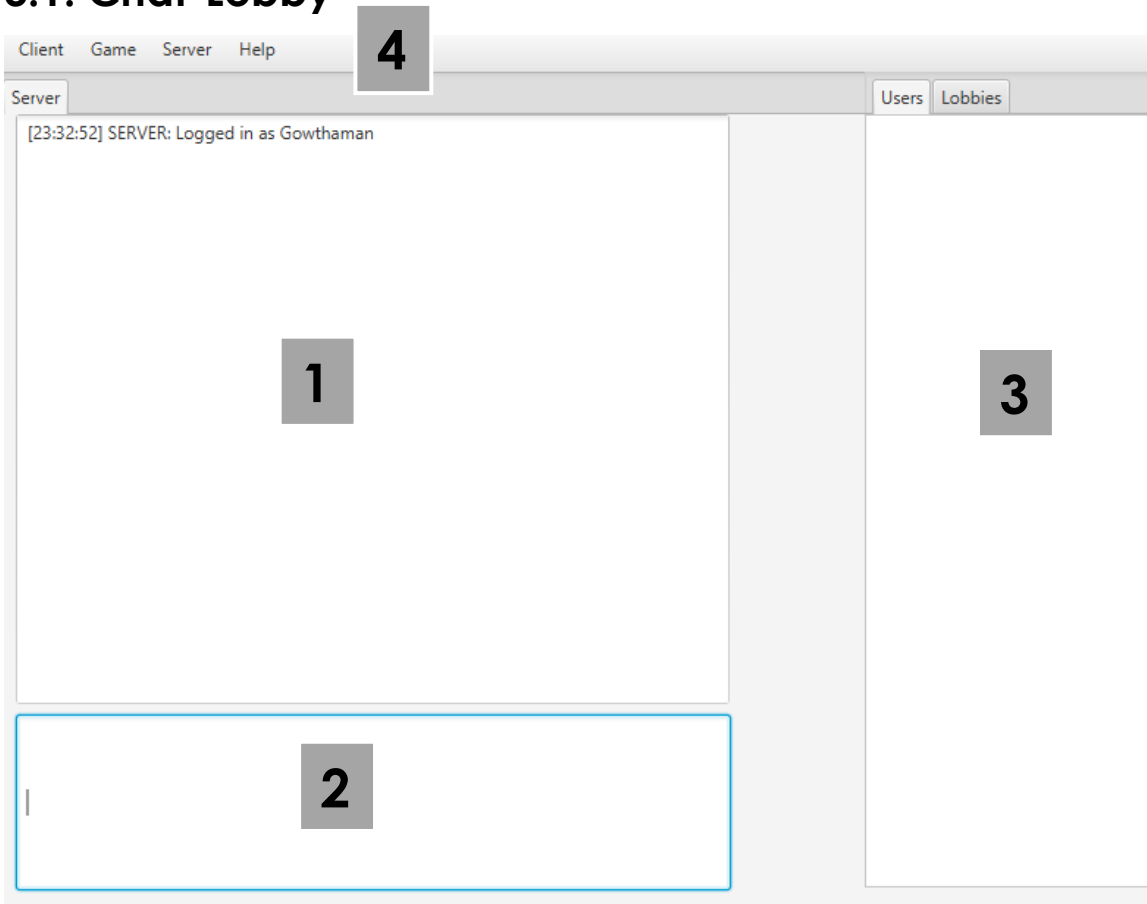 Lobby
4
Client Game Server Help
Server
Users Lobbies
[23:32:52] SERVER: Logged in as Gowthaman
1
3
2